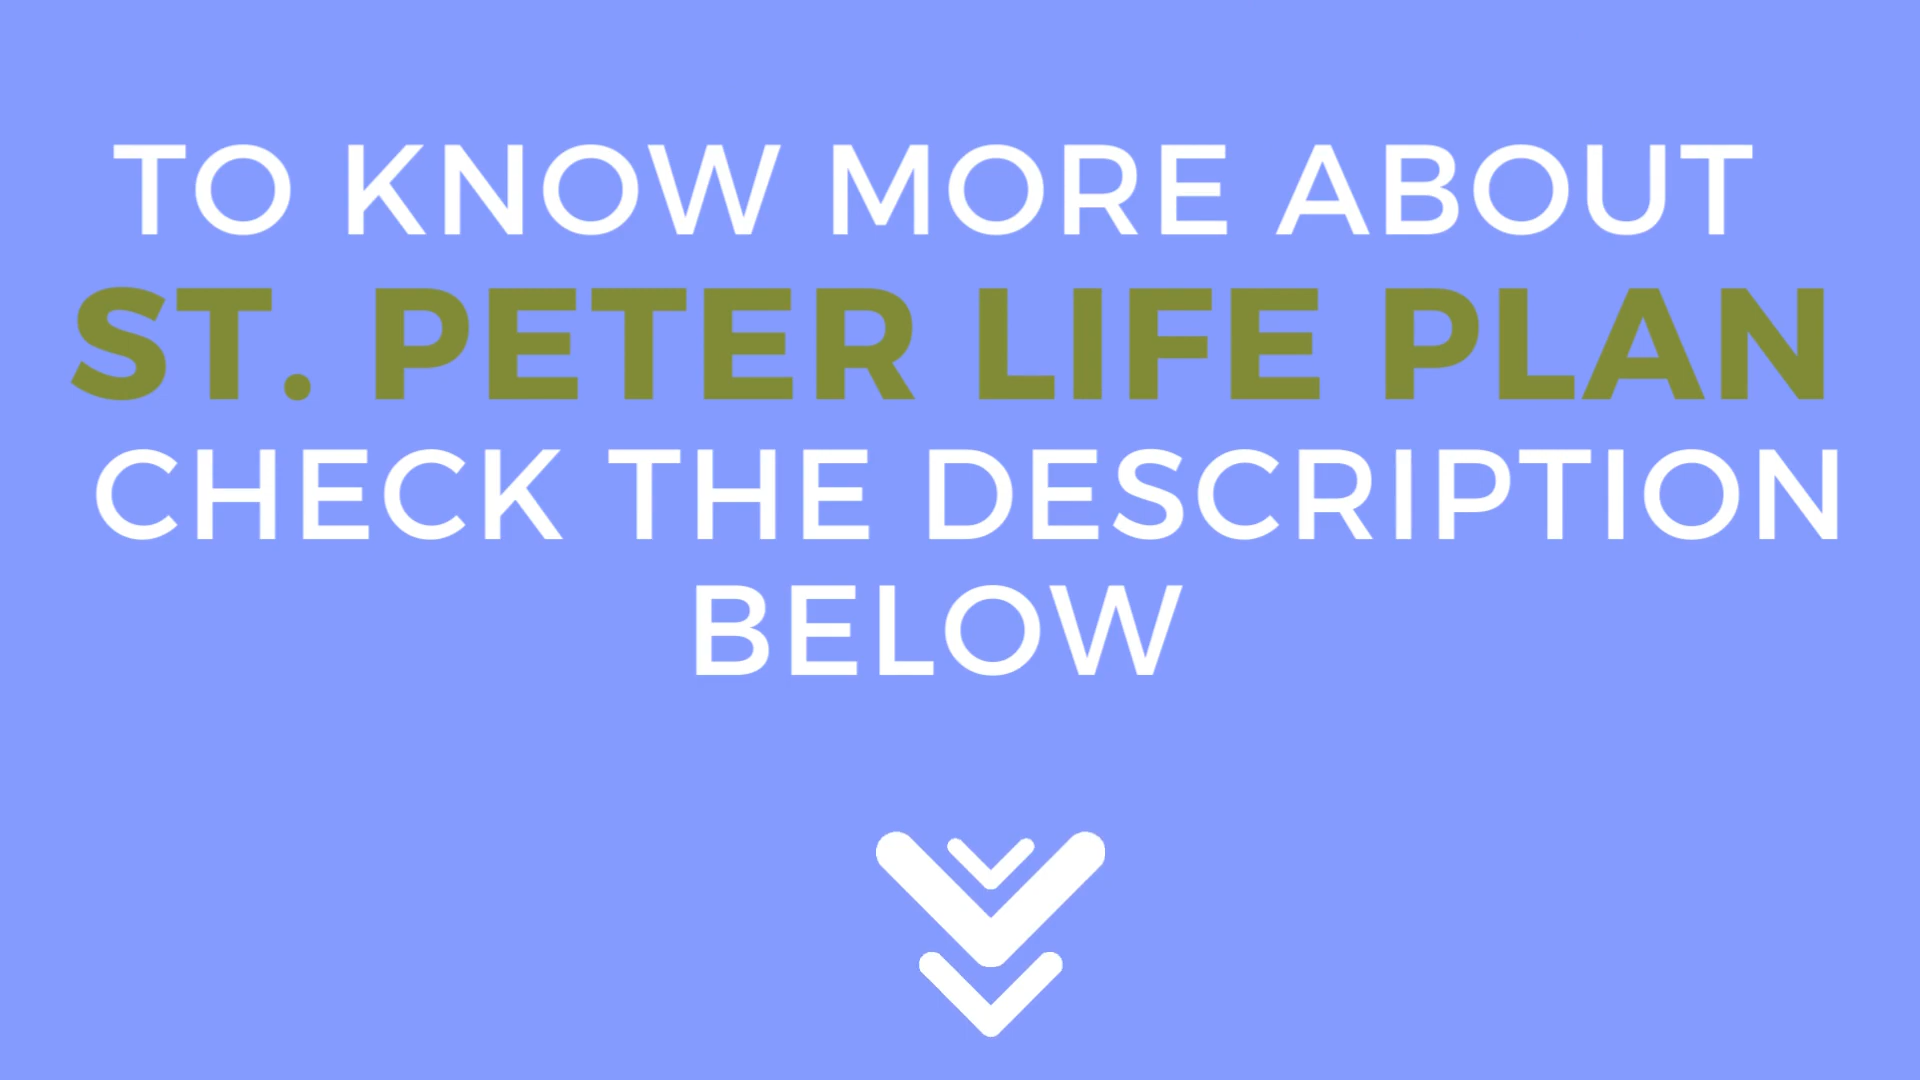 TO KNOW MORE ABOUT
ST. PETER LIFE PLAN
CHECK THE DESCRIPTION
BELOW